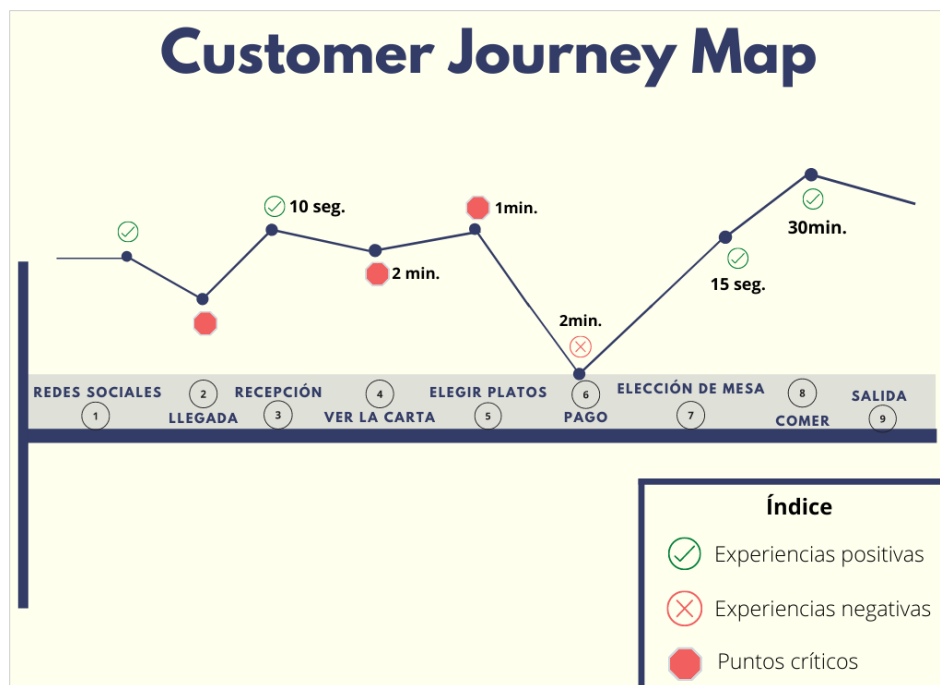 Customer Journey Map
10 seg.
1min.
2 min.
30min.
15 seg.
2min.
REDES SOCIALES
1
2
LLEGADA
RECEPCIÓN
3
4
VER LA CARTA
ELEGIR PLATOS
5
6
PAGO
ELECCIÓN DE MESA
7
8
COMER
SALIDA
9
Índice
Experiencias positivas
Experiencias negativas
Puntos críticos